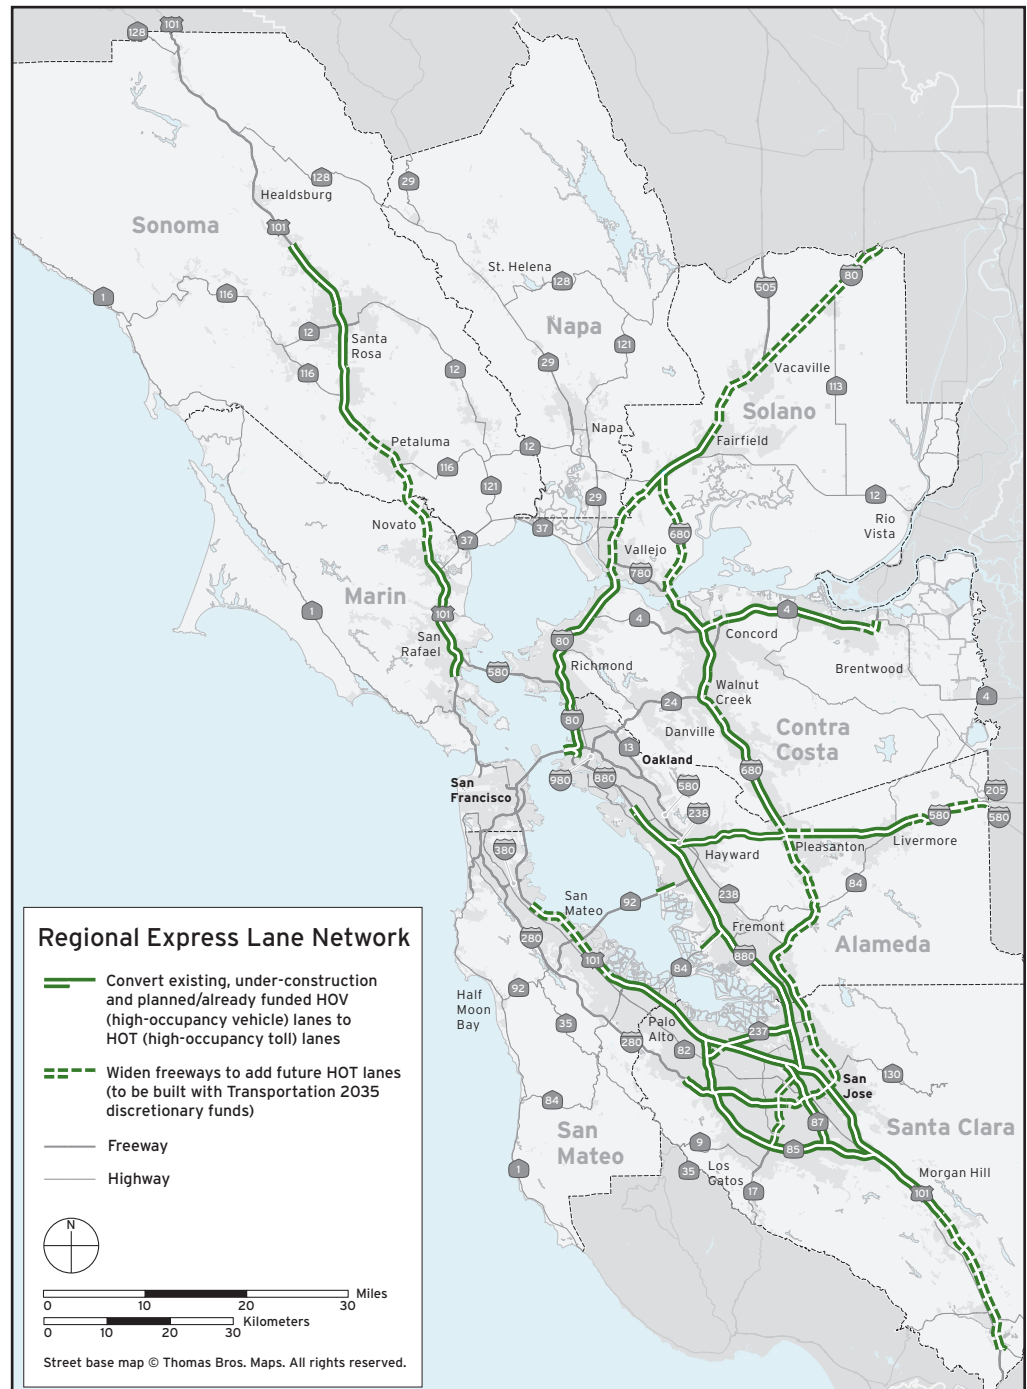 101
128
128
Healdsburg
29
Sonoma
101
St. Helena
128
80
505
1
116
Napa
12
Santa
Rosa
121
29
Vacaville
116
12
113
Solano
Napa
Fairfield
Petaluma
12
116
121
29
12
Rio
Vista
Novato
37
37
680
Vallejo
780
Marin
1
101
4
4
San
Rafael
80
Concord
Richmond
Brentwood
580
Walnut
Creek
24
4
80
Danville
Contra
Costa
13
Oakland
680
San
Francisco
980
880
580
205
238
580
580
380
Hayward
Pleasanton
Livermore
84
San
Mateo
92
238
Fremont
280
Alameda
880
101
84
92
Half
Moon
Bay
35
Palo
Alto
237
280
82
130
San
Jose
84
87
San
Mateo
Santa Clara
9
85
Los
Gatos
35
1
Morgan Hill
17
101
Regional Express Lane Network
Convert existing, under-construction
and planned/already funded HOV
(high-occupancy vehicle) lanes to
HOT (high-occupancy toll) lanes
Widen freeways to add future HOT lanes
(to be built with Transportation 2035
discretionary funds)
Freeway
Highway
N
Miles
0 10 20 30
Kilometers
0 10 20 30
Street base map © Thomas Bros. Maps. All rights reserved.